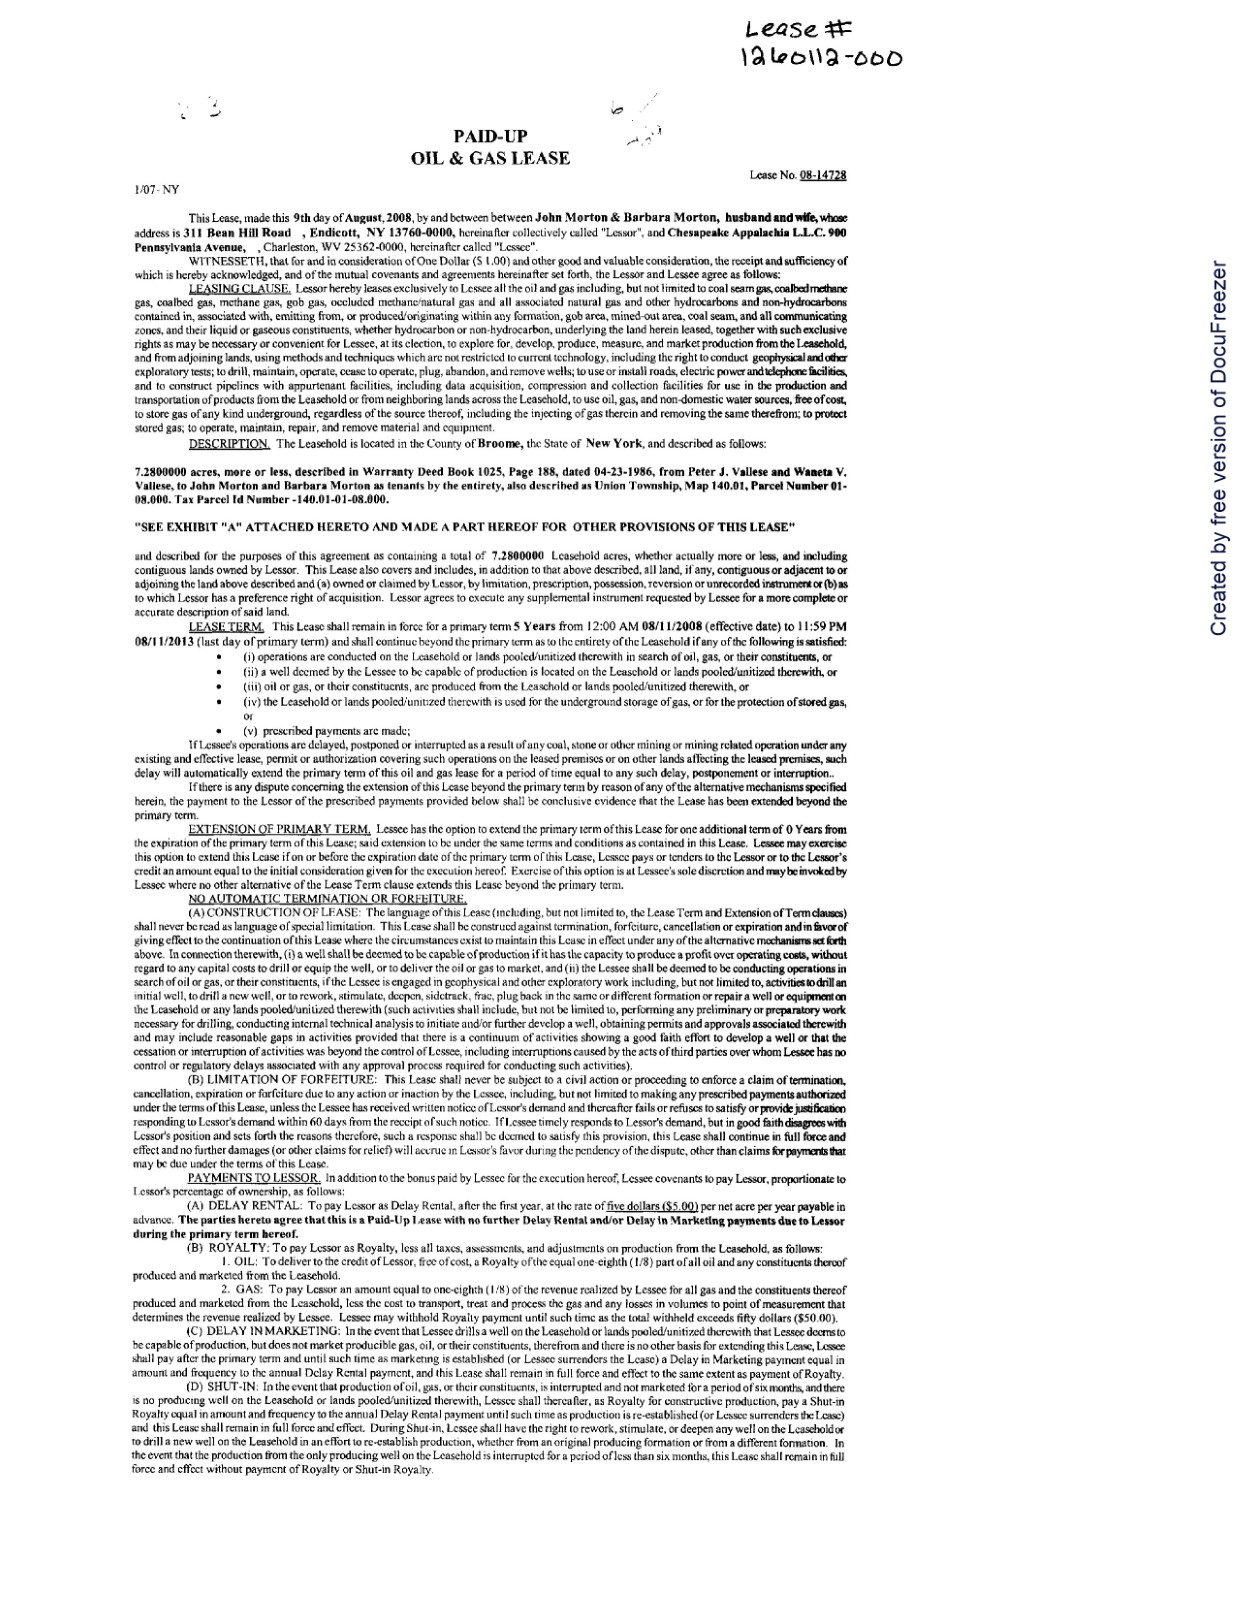 Lease #
1260112-000
PAID-UP
OIL & GAS LEASE
Lease No. 08-14728
1/07- NY
This Lease, made this 9th day of August, 2008, by and between between John Morton & Barbara Morton, husband and wife, whose
address is 311 Bean Hill Road , Endicott, NY 13760-0000, hereinafter collectively called "Lessor", and Chesapeake Appalachia L.L.C. 900
Pennsylvania Avenue, , Charleston, WV 25362-0000, hereinafter called "Lessee".
WITNESSETH, that for and in consideration of One Dollar ($ 1.00) and other good and valuable consideration, the receipt and sufficiency of
which is hereby acknowledged, and of the mutual covenants and agreements hereinafter set forth, the Lessor and Lessee agree as follows:
LEASING CLAUSE. Lessor hereby leases exclusively to Lessee all the oil and gas including, but not limited to coal seam gas, coalbed methane
gas, coalbed gas, methane gas, gob gas, occluded methane/natural gas and all associated natural gas and other hydrocarbons and non-hydrocarbons
contained in, associated with, emitting from, or produced/originating within any formation, gob area, mined-out area, coal seam, and all communicating
zones, and their liquid or gaseous constituents, whether hydrocarbon or non-hydrocarbon, underlying the land herein leased, together with such exclusive
rights as may be necessary or convenient for Lessee, at its election, to explore for, develop, produce, measure, and market production from the Leasehold,
and from adjoining lands, using methods and techniques which are not restricted to current technology, including the right to conduct geophysical and other
exploratory tests; to drill, maintain, operate, cease to operate, plug, abandon, and remove wells; to use or install roads, electric power and telephone facilities,
and to construct pipelines with appurtenant facilities, including data acquisition, compression and collection facilities for use in the production and
transportation of products from the Leasehold or from neighboring lands across the Leasehold, to use oil, gas, and non-domestic water sources, free of cost,
to store gas of any kind underground, regardless of the source thereof, including the injecting of gas therein and removing the same therefrom; to protect
stored gas; to operate, maintain, repair, and remove material and equipment.
DESCRIPTION. The Leasehold is located in the County of Broome, the State of New York, and described as follows:
7.2800000 acres, more or less, described in Warranty Deed Book 1025, Page 188, dated 04-23-1986, from Peter J. Vallese and Waneta V.
Vallese, to John Morton and Barbara Morton as tenants by the entirety, also described as Union Township, Map 140.01, Parcel Number 01-
08.000. Tax Parcel Id Number -140.01-01-08.000.
"SEE EXHIBIT "A" ATTACHED HERETO AND MADE A PART HEREOF FOR OTHER PROVISIONS OF THIS LEASE"
and described for the purposes of this agreement as containing a total of 7.2800000 Leasehold acres, whether actually more or less, and including
contiguous lands owned by Lessor. This Lease also covers and includes, in addition to that above described, all land, if any, contiguous or adjacent to or
adjoining the land above described and (a) owned or claimed by Lessor, by limitation, prescription, possession, reversion or unrecorded instrument or (b) as
to which Lessor has a preference right of acquisition. Lessor agrees to execute any supplemental instrument requested by Lessee for a more complete or
accurate description of said land.
LEASE TERM. This Lease shall remain in force for a primary term 5 Years from 12:00 AM 08/11/2008 (effective date) to 11:59 PM
08/11/2013 (last day of primary term) and shall continue beyond the primary term as to the entirety of the Leasehold if any of the following is satisfied:
• (i) operations are conducted on the Leasehold or lands pooled/unitized therewith in search of oil, gas, or their constituents, or
• (ii) a well deemed by the Lessee to be capable of production is located on the Leasehold or lands pooled/unitized therewith, or
• (iii) oil or gas, or their constituents, are produced from the Leasehold or lands pooled/unitized therewith, or
• (iv) the Leasehold or lands pooled/unitized therewith is used for the underground storage of gas, or for the protection of stored gas,
or
• (v) prescribed payments are made;
If Lessee's operations are delayed, postponed or interrupted as a result of any coal, stone or other mining or mining related operation under any
existing and effective lease, permit or authorization covering such operations on the leased premises or on other lands affecting the leased premises, such
delay will automatically extend the primary term of this oil and gas lease for a period of time equal to any such delay, postponement or interruption..
If there is any dispute concerning the extension of this Lease beyond the primary term by reason of any of the alternative mechanisms specified
herein, the payment to the Lessor of the prescribed payments provided below shall be conclusive evidence that the Lease has been extended beyond the
primary term.
EXTENSION OF PRIMARY TERM. Lessee has the option to extend the primary term of this Lease for one additional term of 0 Years from
the expiration of the primary term of this Lease; said extension to be under the same terms and conditions as contained in this Lease. Lessee may exercise
this option to extend this Lease if on or before the expiration date of the primary term of this Lease, Lessee pays or tenders to the Lessor or to the Lessor's
credit an amount equal to the initial consideration given for the execution hereof. Exercise of this option is at Lessee's sole discretion and may be invoked by
Lessee where no other alternative of the Lease Term clause extends this Lease beyond the primary term.
NO AUTOMATIC TERMINATION OR FORFEITURE.
(A) CONSTRUCTION OF LEASE: The language of this Lease (including, but not limited to, the Lease Term and Extension of Term clauses)
shall never be read as language of special limitation. This Lease shall be construed against termination, forfeiture, cancellation or expiration and in favor of
giving effect to the continuation of this Lease where the circumstances exist to maintain this Lease in effect under any of the alternative mechanisms set forth
above. In connection therewith, (i) a well shall be deemed to be capable of production if it has the capacity to produce a profit over operating costs, without
regard to any capital costs to drill or equip the well, or to deliver the oil or gas to market, and (ii) the Lessee shall be deemed to be conducting operations in
search of oil or gas, or their constituents, if the Lessee is engaged in geophysical and other exploratory work including, but not limited to, activities to drill an
initial well, to drill a new well, or to rework, stimulate, deepen, sidetrack, frac, plug back in the same or different formation or repair a well or equipment on
the Leasehold or any lands pooled/unitized therewith (such activities shall include, but not be limited to, performing any preliminary or preparatory work
necessary for drilling, conducting internal technical analysis to initiate and/or further develop a well, obtaining permits and approvals associated therewith
and may include reasonable gaps in activities provided that there is a continuum of activities showing a good faith effort to develop a well or that the
cessation or interruption of activities was beyond the control of Lessee, including interruptions caused by the acts of third parties over whom Lessee has no
control or regulatory delays associated with any approval process required for conducting such activities).
(B) LIMITATION OF FORFEITURE: This Lease shall never be subject to a civil action or proceeding to enforce a claim of termination,
cancellation, expiration or forfeiture due to any action or inaction by the Lessee, including, but not limited to making any prescribed payments authorized
under the terms of this Lease, unless the Lessee has received written notice of Lessor's demand and thereafter fails or refuses to satisfy or provide justification
responding to Lessor's demand within 60 days from the receipt of such notice. If Lessee timely responds to Lessor's demand, but in good faith disagrees with
Lessor's position and sets forth the reasons therefore, such a response shall be deemed to satisfy this provision, this Lease shall continue in full force and
effect and no further damages (or other claims for relief) will accrue in Lessor's favor during the pendency of the dispute, other than claims for payments that
may be due under the terms of this Lease.
PAYMENTS TO LESSOR. In addition to the bonus paid by Lessee for the execution hereof, Lessee covenants to pay Lessor, proportionate to
Lessor's percentage of ownership, as follows:
(A) DELAY RENTAL: To pay Lessor as Delay Rental, after the first year, at the rate of five dollars ($5.00) per net acre per year payable in
advance. The parties hereto agree that this is a Paid-Up Lease with no further Delay Rental and/or Delay in Marketing payments due to Lessor
during the primary term hereof.
(B) ROYALTY: To pay Lessor as Royalty, less all taxes, assessments, and adjustments on production from the Leasehold, as follows:
1. OIL: To deliver to the credit of Lessor, free of cost, a Royalty of the equal one-eighth (1/8) part of all oil and any constituents thereof
produced and marketed from the Leasehold.
2. GAS: To pay Lessor an amount equal to one-eighth (1/8) of the revenue realized by Lessee for all gas and the constituents thereof
produced and marketed from the Leasehold, less the cost to transport, treat and process the gas and any losses in volumes to point of measurement that
determines the revenue realized by Lessee. Lessee may withhold Royalty payment until such time as the total withheld exceeds fifty dollars ($50.00).
(C) DELAY IN MARKETING: In the event that Lessee drills a well on the Leasehold or lands pooled/unitized therewith that Lessee deems to
be capable of production, but does not market producible gas, oil, or their constituents, therefrom and there is no other basis for extending this Lease, Lessee
shall pay after the primary term and until such time as marketing is established (or Lessee surrenders the Lease) a Delay in Marketing payment equal in
amount and frequency to the annual Delay Rental payment, and this Lease shall remain in full force and effect to the same extent as payment of Royalty.
(D) SHUT-IN: In the event that production of oil, gas, or their constituents, is interrupted and not marketed for a period of six months, and there
is no producing well on the Leasehold or lands pooled/unitized therewith, Lessee shall thereafter, as Royalty for constructive production, pay a Shut-in
Royalty equal in amount and frequency to the annual Delay Rental payment until such time as production is re-established (or Lessee surrenders the Lease)
and this Lease shall remain in full force and effect. During Shut-in, Lessee shall have the right to rework, stimulate, or deepen any well on the Leasehold or
to drill a new well on the Leasehold in an effort to re-establish production, whether from an original producing formation or from a different formation. In
the event that the production from the only producing well on the Leasehold is interrupted for a period of less than six months, this Lease shall remain in full
force and effect without payment of Royalty or Shut-in Royalty.
Created by free version of DocuFreezer